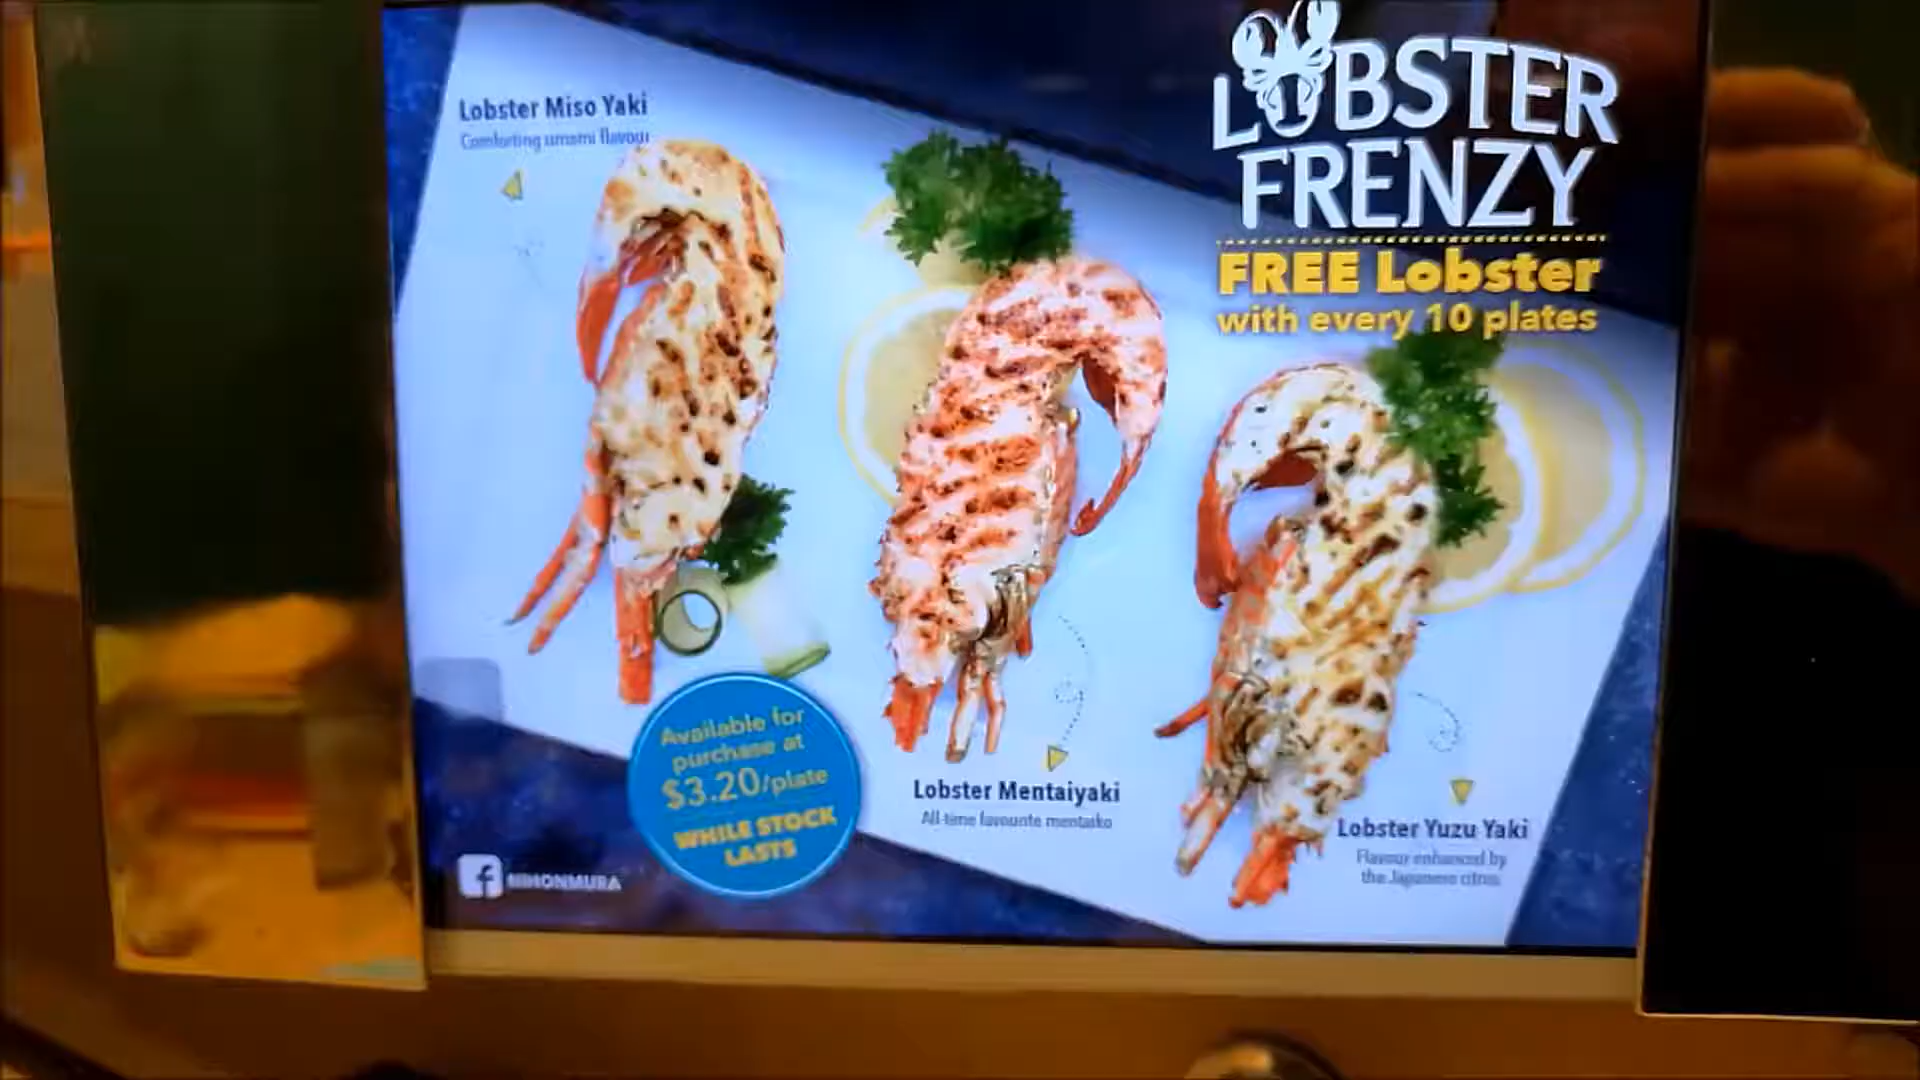 LOBSTER
FRENZY
FREE Lobster
with every 10 plates
Lobster Miso Yaki
Comforting umami flavour
Lobster Mentaiyaki
All-time favourite mentaiko
Lobster Yuzu Yaki
Flavour enhanced by
the Japanese citrus
Available for
purchase at
$3.20/plate
WHILE STOCK
LASTS
f
NIHONMURA